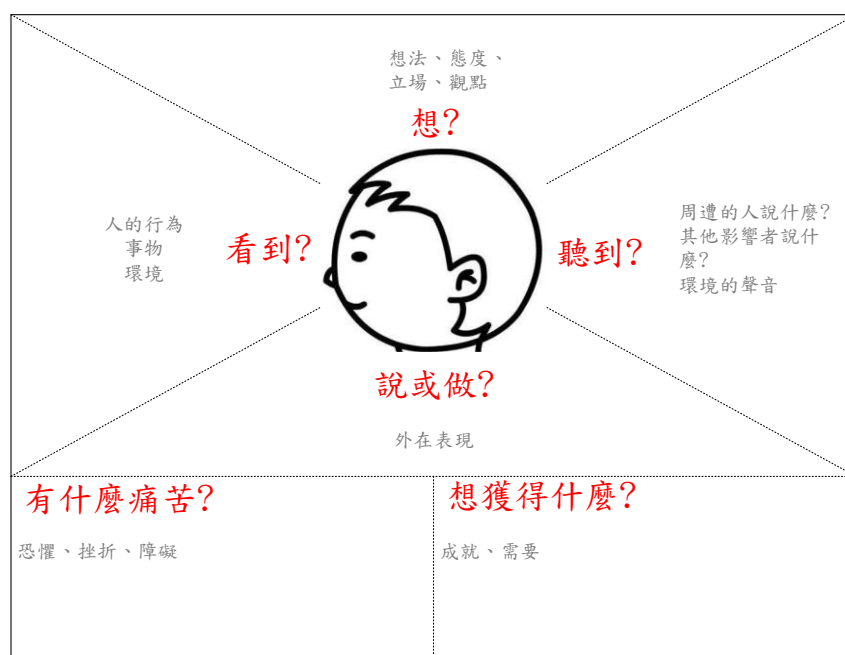 想法、態度、
立場、觀點
想?
人的行為
事物
環境
看到?
聽到?
周遭的人說什麼?
其他影響者說什
麼?
環境的聲音
說或做?
外在表現
有什麼痛苦?
恐懼、挫折、障礙
想獲得什麼?
成就、需要